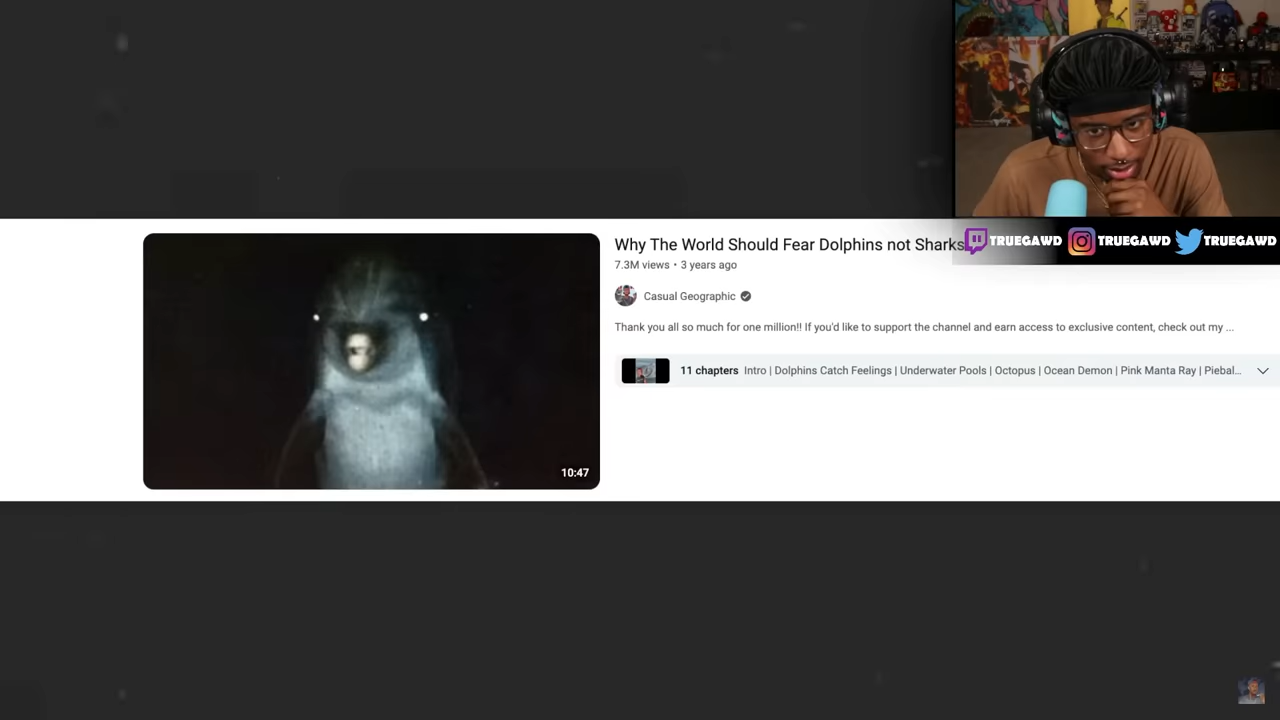 Why The World Should Fear Dolphins not Sharks
7.3M views • 3 years ago
TRUEGAWD TRUEGAWD TRUEGAWD
Casual Geographic
Thank you all so much for one million!! If you'd like to support the channel and earn access to exclusive content, check out my ...
11 chapters Intro | Dolphins Catch Feelings | Underwater Pools | Octopus | Ocean Demon | Pink Manta Ray | Piebal...
10:47